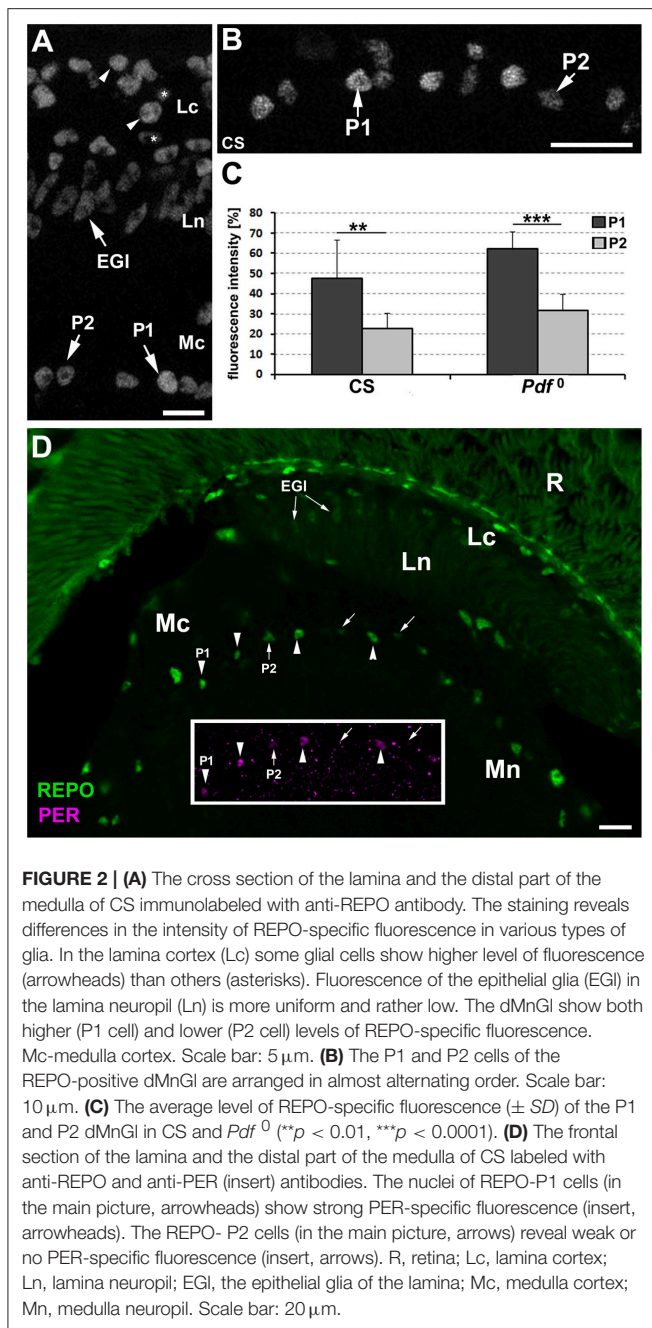 A
Lc
*
*
EGl
Ln
P2
P1
Mc
B
P1
P2
CS
C
fluorescence intensity [%]
80
70
60
50
40
30
20
10
0
**
***
P1
P2
CS
Pdf 0
D
R
EGl
Lc
Ln
Mc
P1
P2
P1
P2
Mn
REPO
PER
FIGURE 2 | (A) The cross section of the lamina and the distal part of the
medulla of CS immunolabeled with anti-REPO antibody. The staining reveals
differences in the intensity of REPO-specific fluorescence in various types of
glia. In the lamina cortex (Lc) some glial cells show higher level of fluorescence
(arrowheads) than others (asterisks). Fluorescence of the epithelial glia (EGl) in
the lamina neuropil (Ln) is more uniform and rather low. The dMnGl show both
higher (P1 cell) and lower (P2 cell) levels of REPO-specific fluorescence.
Mc-medulla cortex. Scale bar: 5 μm. (B) The P1 and P2 cells of the
REPO-positive dMnGl are arranged in almost alternating order. Scale bar:
10 μm. (C) The average level of REPO-specific fluorescence (± SD) of the P1
and P2 dMnGl in CS and Pdf 0 (**p < 0.01, ***p < 0.0001). (D) The frontal
section of the lamina and the distal part of the medulla of CS labeled with
anti-REPO and anti-PER (insert) antibodies. The nuclei of REPO-P1 cells (in
the main picture, arrowheads) show strong PER-specific fluorescence (insert,
arrowheads). The REPO- P2 cells (in the main picture, arrows) reveal weak or
no PER-specific fluorescence (insert, arrows). R, retina; Lc, lamina cortex;
Ln, lamina neuropil; EGl, the epithelial glia of the lamina; Mc, medulla cortex;
Mn, medulla neuropil. Scale bar: 20 μm.